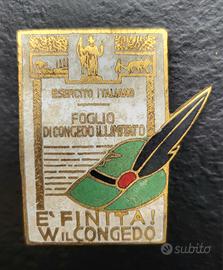 ESERCITO ITALIANO
FOGLIO
DI CONGEDO ILLIMITATO
E' FINITA!
W IL CONGEDO
subito